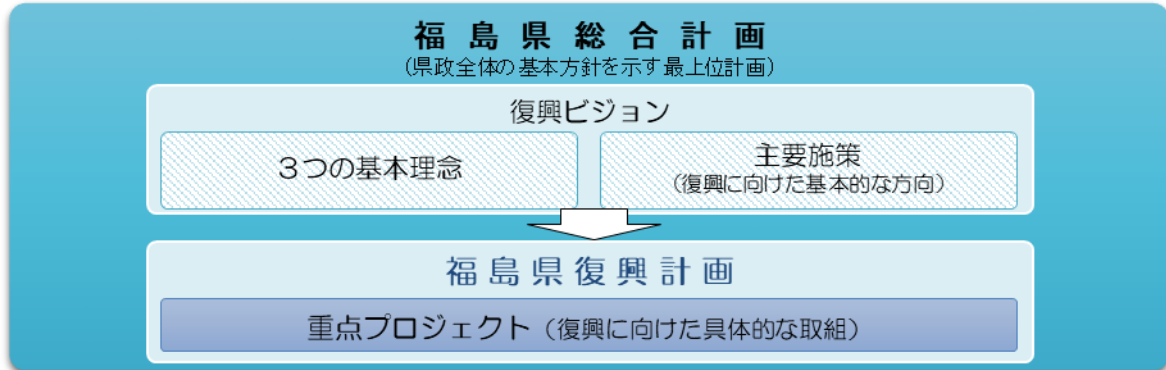 福島県総合計画
（県政全体の基本方針を示す最上位計画）
復興ビジョン
３つの基本理念
主要施策
（復興に向けた基本的な方向）
福島県復興計画
重点プロジェクト（復興に向けた具体的な取組）